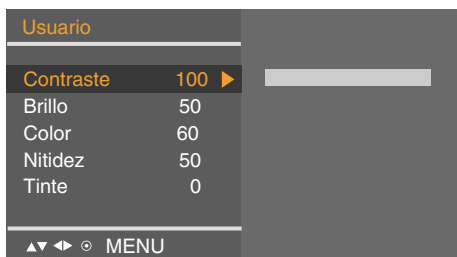 Usuario
Contraste 100
Brillo 50
Color 60
Nitidez 50
Tinte 0
MENU